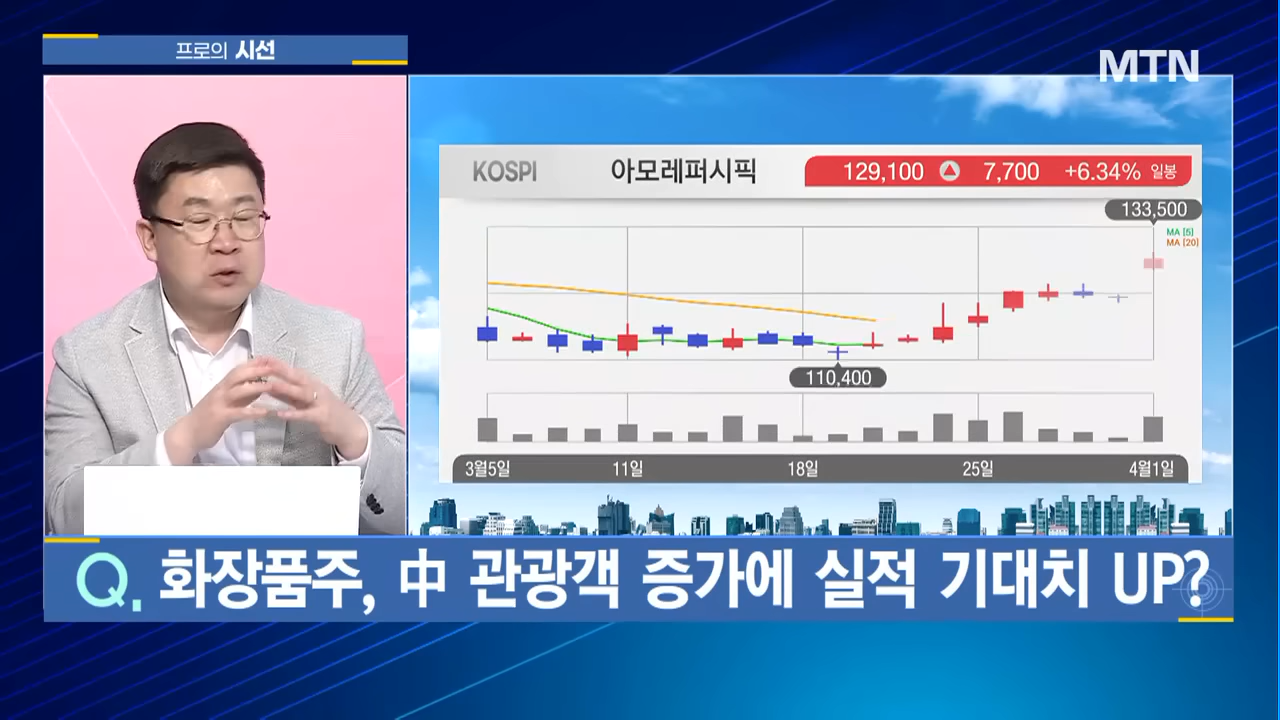 프로의 시선
MTN
KOSPI 아모레퍼시픽 129,100 7,700 +6.34% 일봉
133,500
MA [5]
MA [20]
110,400
3월5일 11일 18일 25일 4월1일
Q. 화장품주, 中 관광객 증가에 실적 기대치 UP?